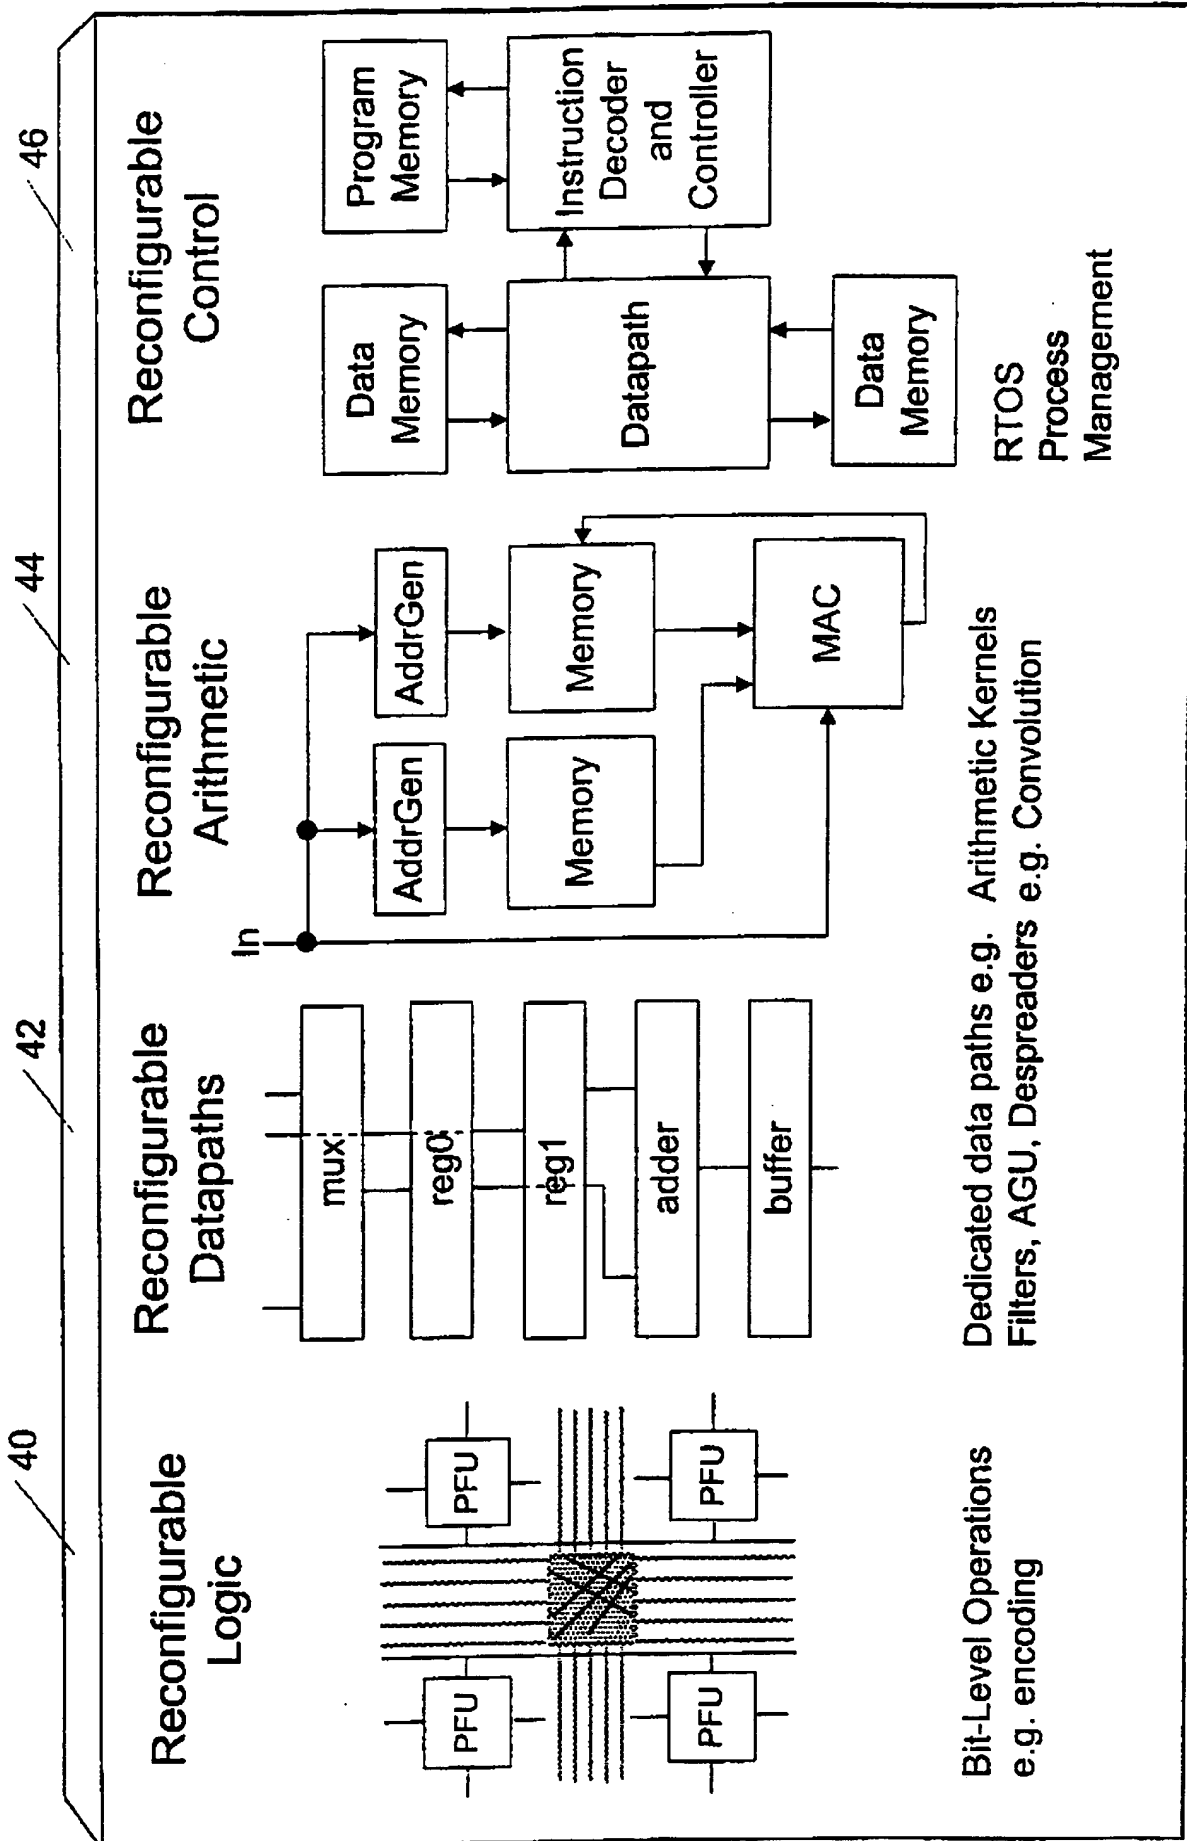 40
42
44
46
Reconfigurable
Logic
PFU
PFU
PFU
PFU
Bit-Level Operations
e.g. encoding
Reconfigurable
Datapaths
mux
reg0
reg1
adder
buffer
Dedicated data paths e.g.
Filters, AGU, Despreaders
Reconfigurable
Arithmetic
In
AddrGen
AddrGen
Memory
Memory
MAC
Arithmetic Kernels
e.g. Convolution
Reconfigurable
Control
Data
Memory
Program
Memory
Datapath
Instruction
Decoder
and
Controller
Data
Memory
RTOS
Process
Management